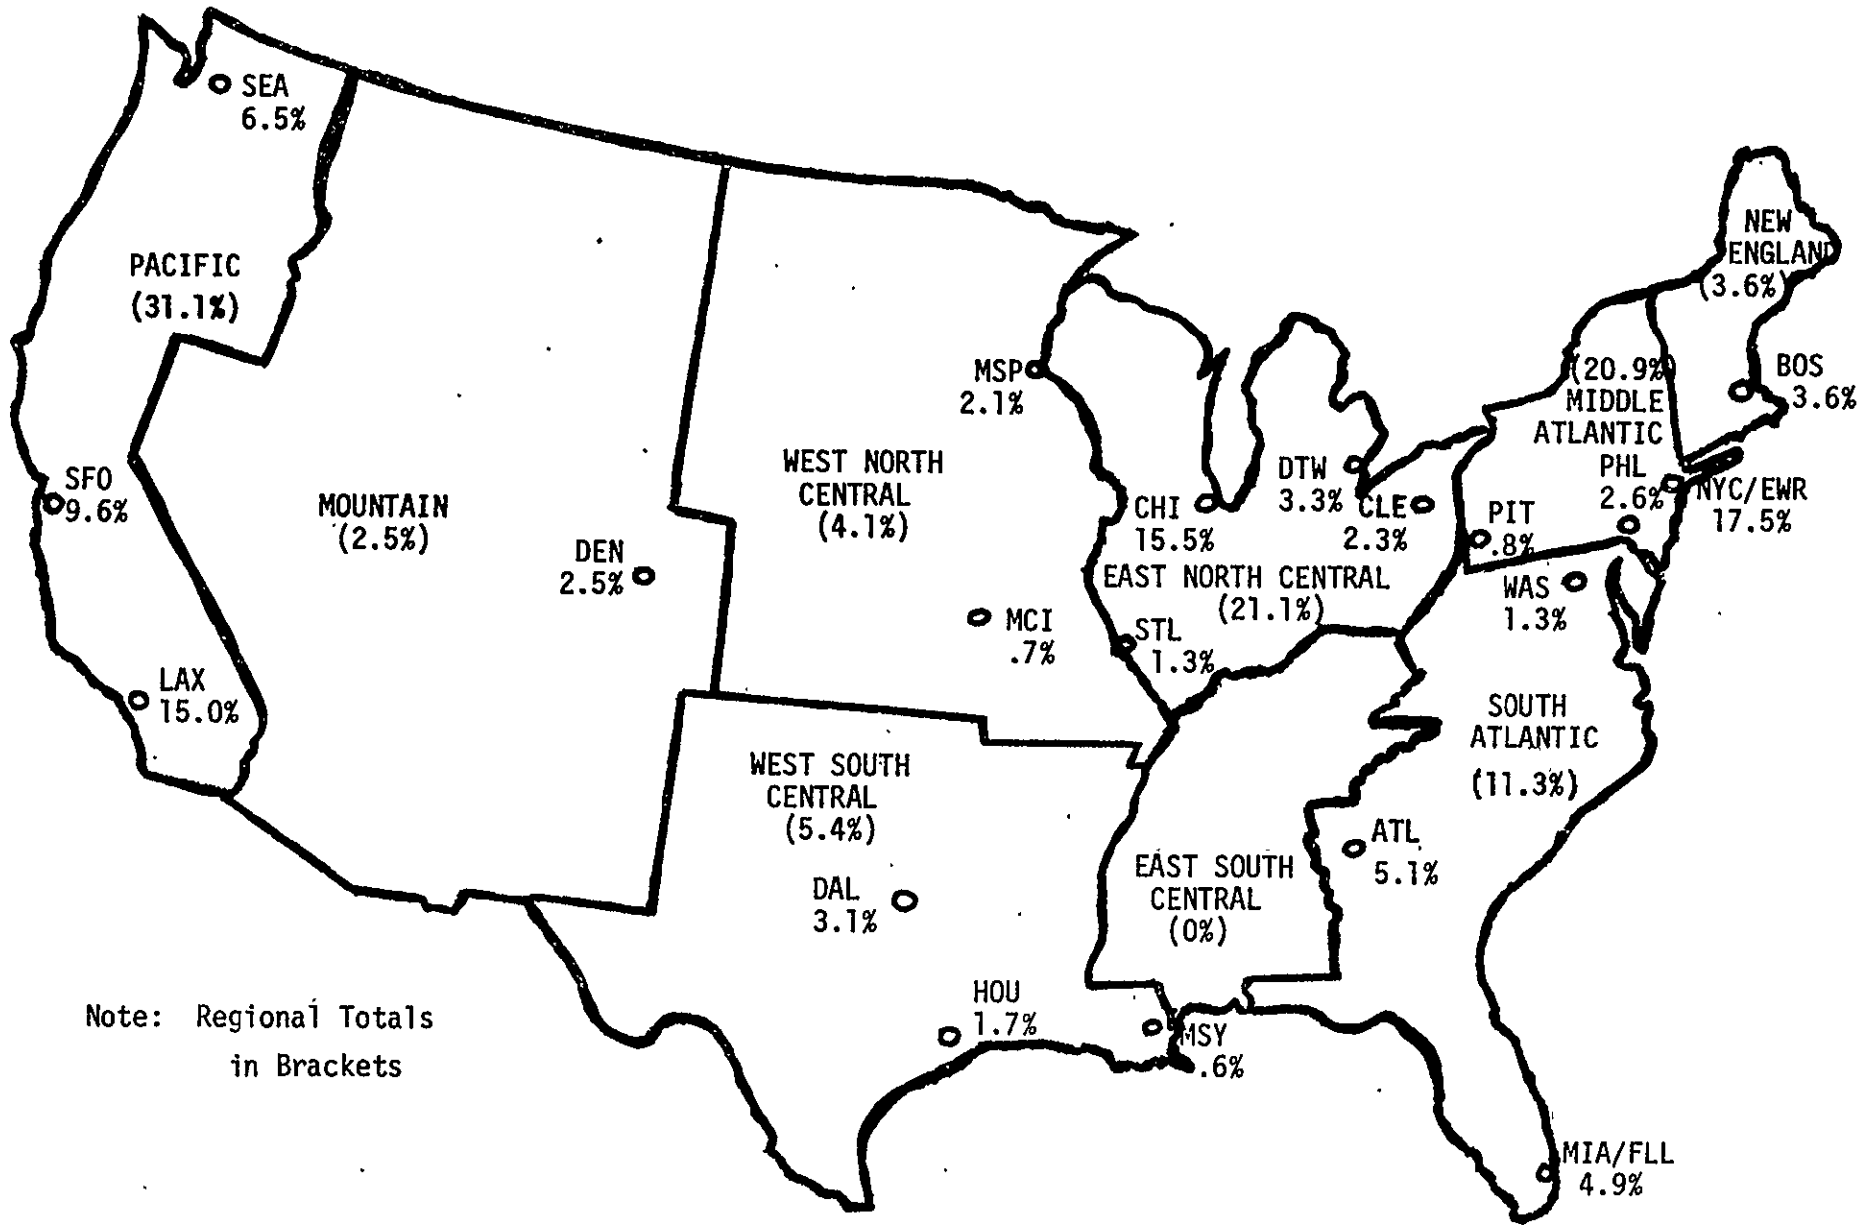 SEA
6.5%
PACIFIC
(31.1%)
SFO
9.6%
LAX
15.0%
MOUNTAIN
(2.5%)
DEN
2.5%
WEST NORTH
CENTRAL
(4.1%)
MSP
2.1%
MCI
.7%
STL
1.3%
WEST SOUTH
CENTRAL
(5.4%)
DAL
3.1%
HOU
1.7%
MSY
.6%
EAST SOUTH
CENTRAL
(0%)
CHI
15.5%
DTW
3.3%
CLE
2.3%
EAST NORTH CENTRAL
(21.1%)
NEW
ENGLAND
(3.6%)
BOS
3.6%
(20.9%)
MIDDLE
ATLANTIC
PHL
2.6%
NYC/EWR
17.5%
PIT
.8%
WAS
1.3%
SOUTH
ATLANTIC
(11.3%)
ATL
5.1%
MIA/FLL
4.9%
Note: Regional Totals
in Brackets